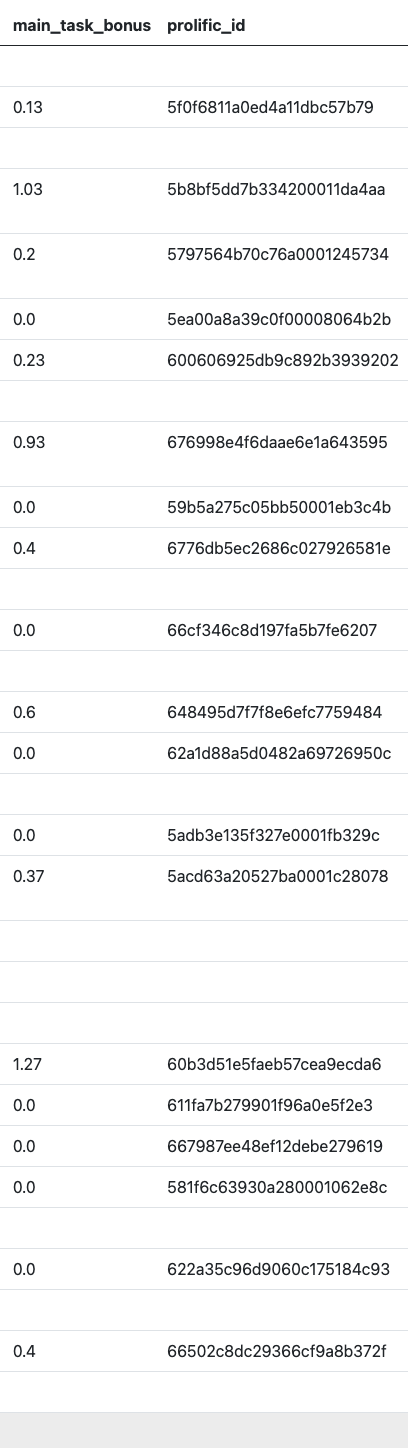 main_task_bonus prolific_id
0.13 5f0f6811a0ed4a11dbc57b79
1.03 5b8bf5dd7b334200011da4aa
0.2 5797564b70c76a0001245734
0.0 5ea00a8a39c0f00008064b2b
0.23 600606925db9c892b3939202
0.93 676998e4f6daae6e1a643595
0.0 59b5a275c05bb50001eb3c4b
0.4 6776db5ec2686c027926581e
0.0 66cf346c8d197fa5b7fe6207
0.6 648495d7f7f8e6efc7759484
0.0 62a1d88a5d0482a69726950c
0.0 5adb3e135f327e0001fb329c
0.37 5acd63a20527ba0001c28078
1.27 60b3d51e5faeb57cea9ecda6
0.0 611fa7b279901f96a0e5f2e3
0.0 667987ee48ef12debe279619
0.0 581f6c63930a280001062e8c
0.0 622a35c96d9060c175184c93
0.4 66502c8dc29366cf9a8b372f